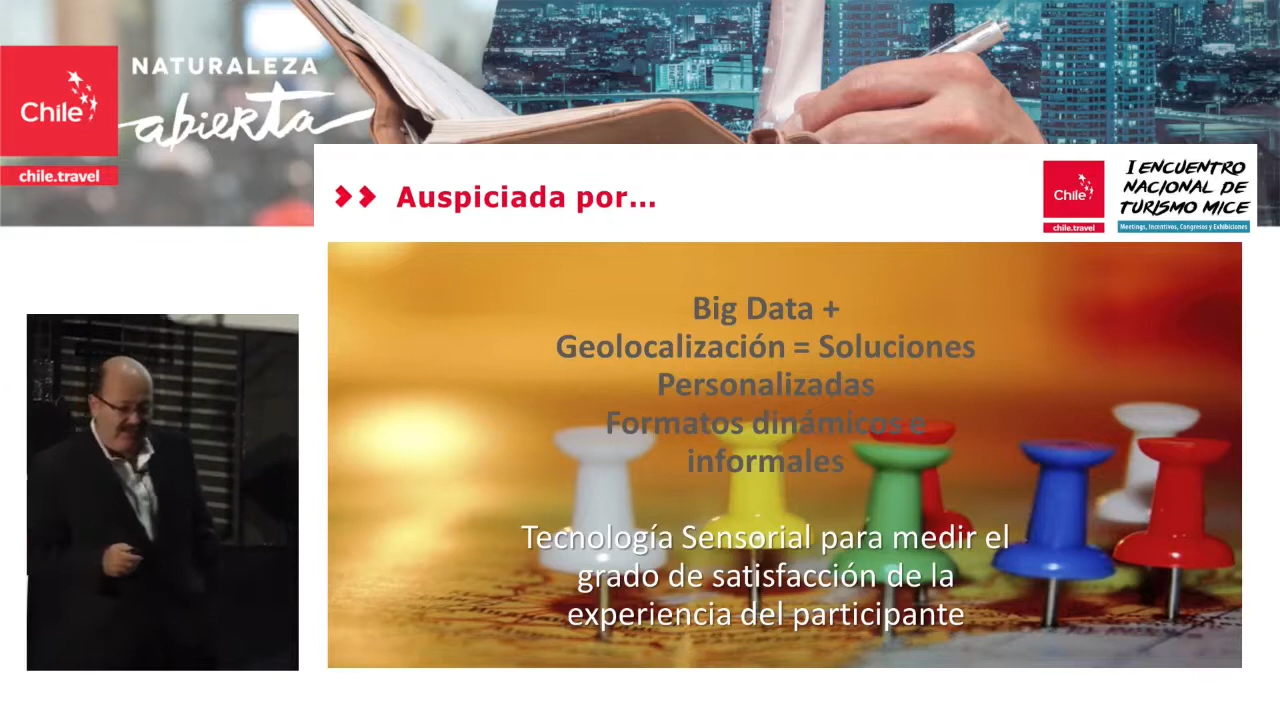 NATURALEZA
abierta
Chile
chile.travel
>> Auspiciada por...
Chile
chile.travel
I ENCUENTRO
NACIONAL DE
TURISMO MICE
Meetings, Incentivos, Congresos y Exhibiciones
Big Data +
Geolocalización = Soluciones
Personalizadas
Formatos dinámicos e
informales
Tecnología Sensorial para medir el
grado de satisfacción de la
experiencia del participante